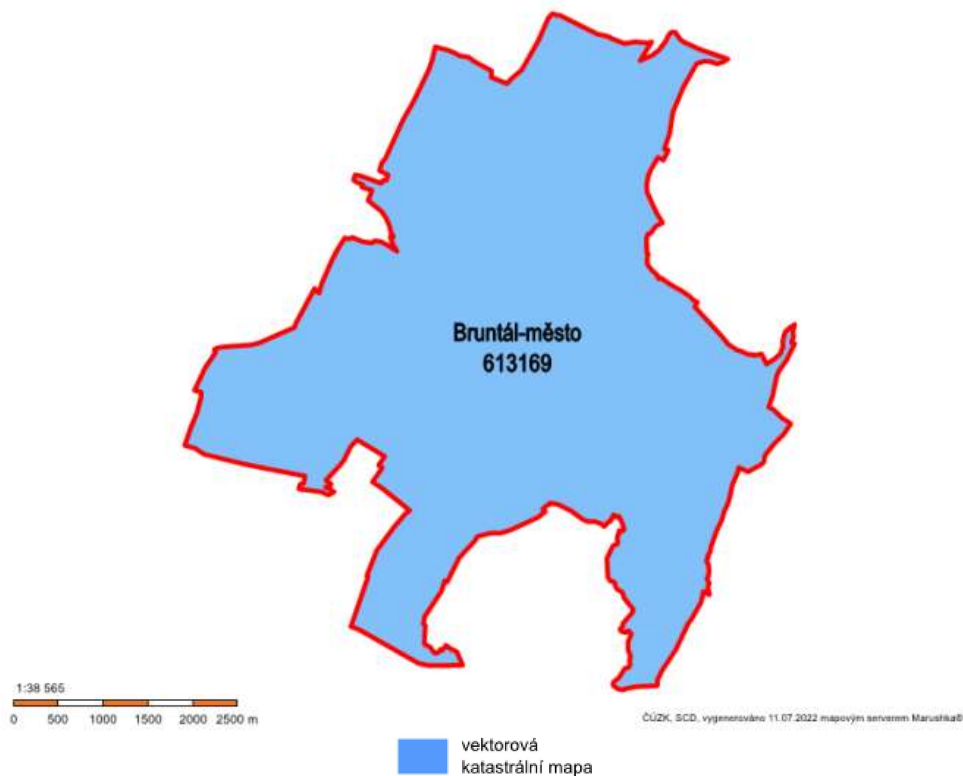 Bruntál-město
613169
1:38 565
0 500 1000 1500 2000 2500 m
ČÚZK, SCD, vygenerováno 11.07.2022 mapovým serverem Marushka®
vektorová
katastrální mapa